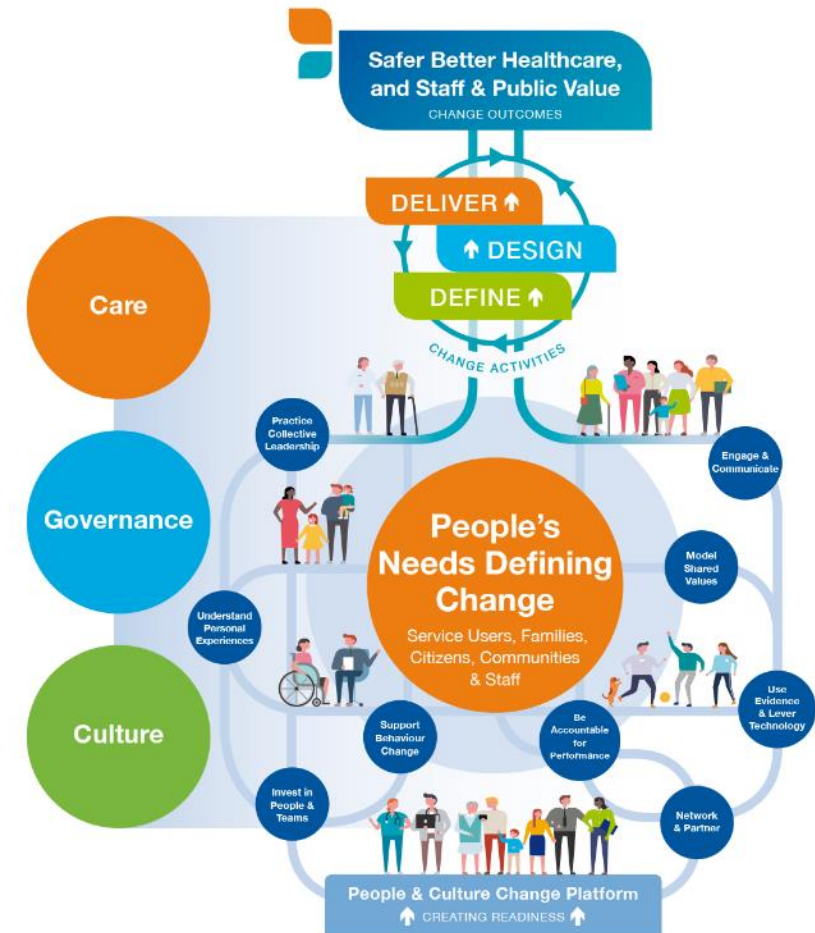 Safer Better Healthcare,
and Staff & Public Value
CHANGE OUTCOMES
DELIVER
DESIGN
DEFINE
CHANGE ACTIVITIES
Care
Governance
Culture
Practice
Collective
Leadership
Engage &
Communicate
People's
Needs Defining
Change
Service Users, Families,
Citizens, Communities
& Staff
Model
Shared
Values
Understand
Personal
Experiences
Use
Evidence
& Lever
Technology
Support
Behaviour
Change
Be
Accountable
for
Performance
Invest in
People &
Teams
Network
& Partner
People & Culture Change Platform
CREATING READINESS